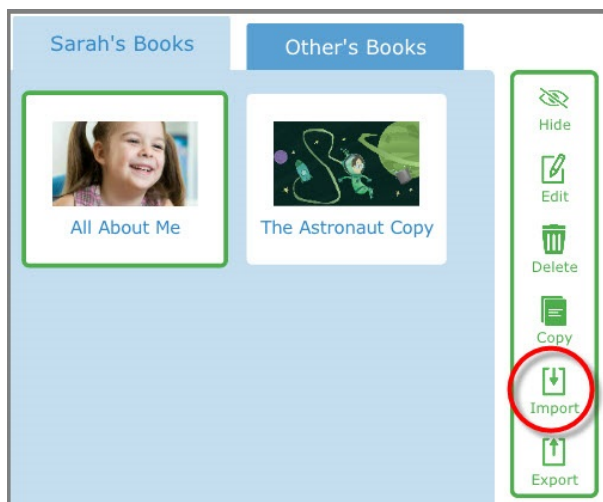 Sarah's Books
Other's Books
All About Me
The Astronaut Copy
Hide
Edit
Delete
Copy
Import
Export